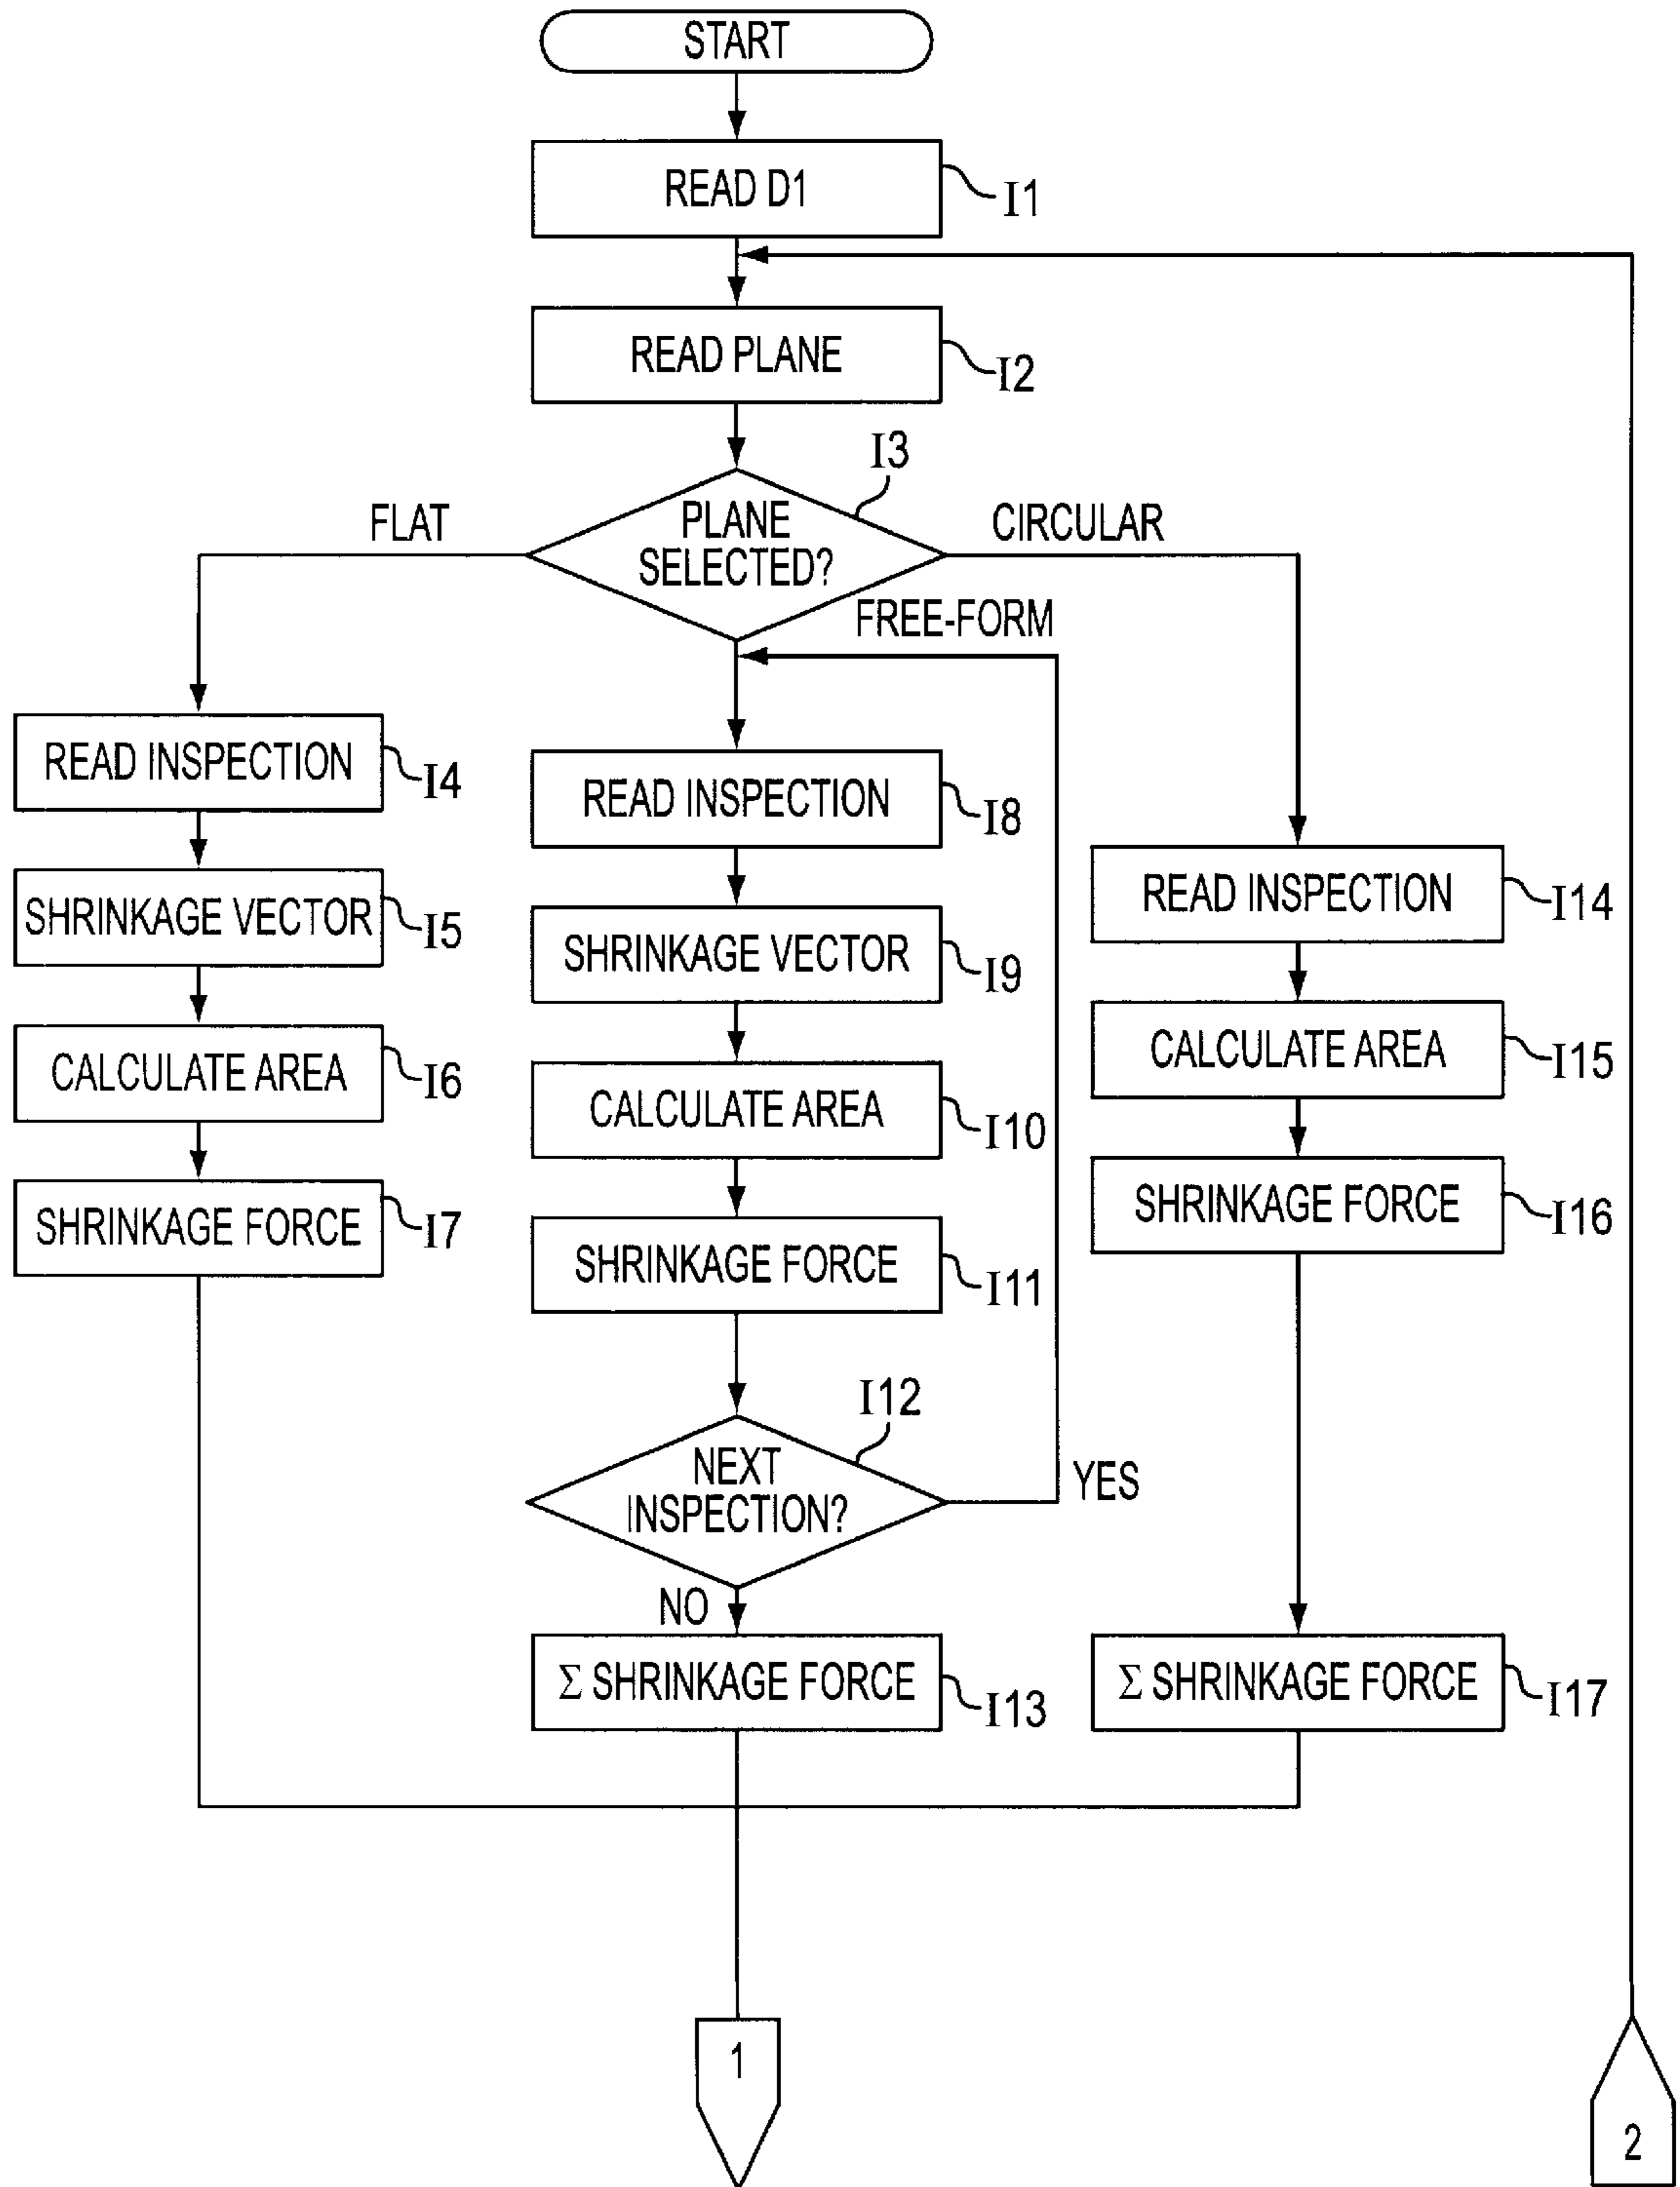 START
READ D1
I1
READ PLANE
I2
I3
FLAT
PLANE
SELECTED?
CIRCULAR
FREE-FORM
READ INSPECTION
I4
SHRINKAGE VECTOR
I5
CALCULATE AREA
I6
SHRINKAGE FORCE
I7
READ INSPECTION
I8
SHRINKAGE VECTOR
I9
CALCULATE AREA
I10
SHRINKAGE FORCE
I11
I12
NEXT
INSPECTION?
YES
NO
Σ SHRINKAGE FORCE
I13
READ INSPECTION
I14
CALCULATE AREA
I15
SHRINKAGE FORCE
I16
Σ SHRINKAGE FORCE
I17
1
2